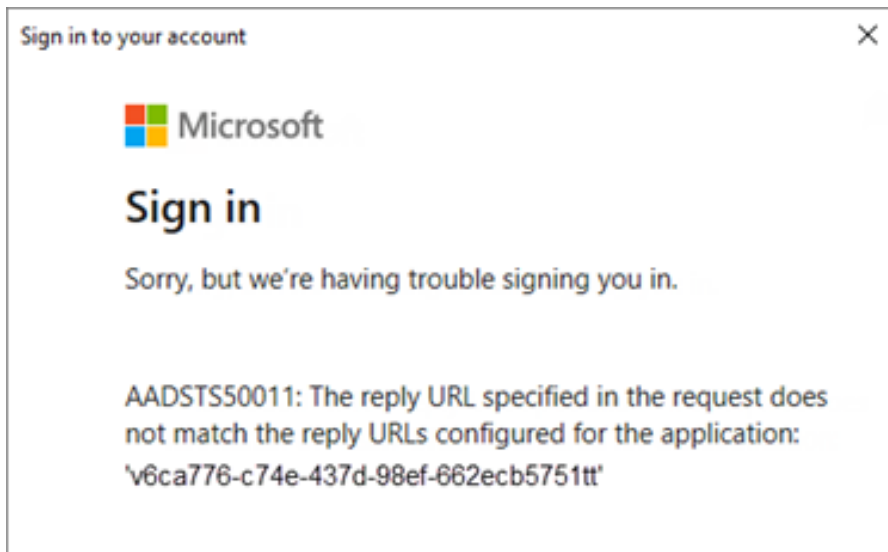 Sign in to your account
Microsoft
Sign in
Sorry, but we're having trouble signing you in.
AADSTS50011: The reply URL specified in the request does
not match the reply URLs configured for the application:
'v6ca776-c74e-437d-98ef-662ecb5751tt'